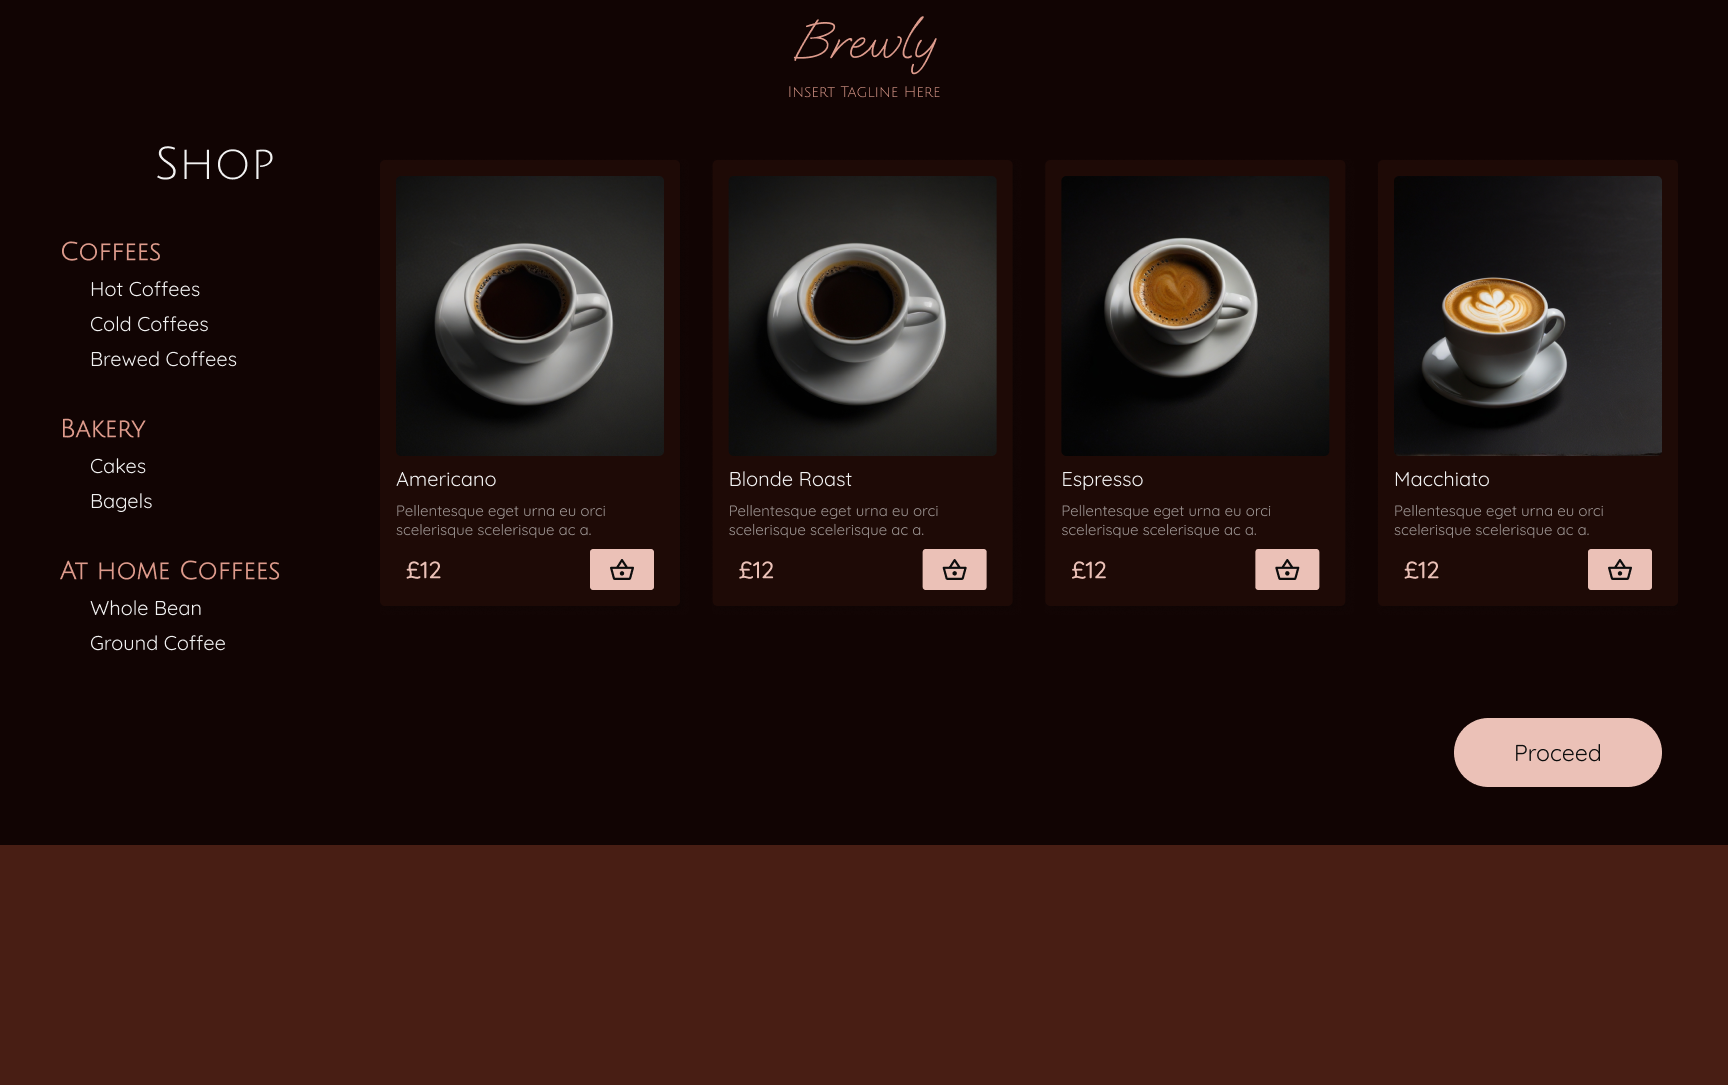 Brewly
Insert Tagline Here
Shop
Coffees
Hot Coffees
Cold Coffees
Brewed Coffees
Bakery
Cakes
Bagels
At home Coffees
Whole Bean
Ground Coffee
Americano
Pellentesque eget urna eu orci
scelerisque scelerisque ac a.
£12
Blonde Roast
Pellentesque eget urna eu orci
scelerisque scelerisque ac a.
£12
Espresso
Pellentesque eget urna eu orci
scelerisque scelerisque ac a.
£12
Macchiato
Pellentesque eget urna eu orci
scelerisque scelerisque ac a.
£12
Proceed